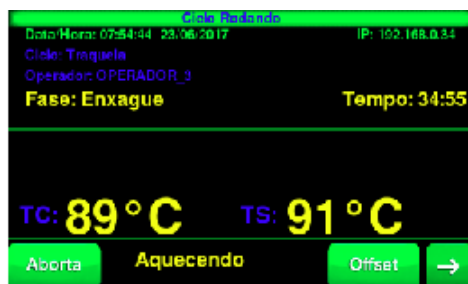 Ciclo Rodando
Data/Hora: 07:54:44 23/06/2017 IP: 192.168.0.34
Ciclo: Traqueia
Operador: OPERADOR_3
Fase: Enxague Tempo: 34:55
TC: 89°C TS: 91°C
Aborta Aquecendo Offset →